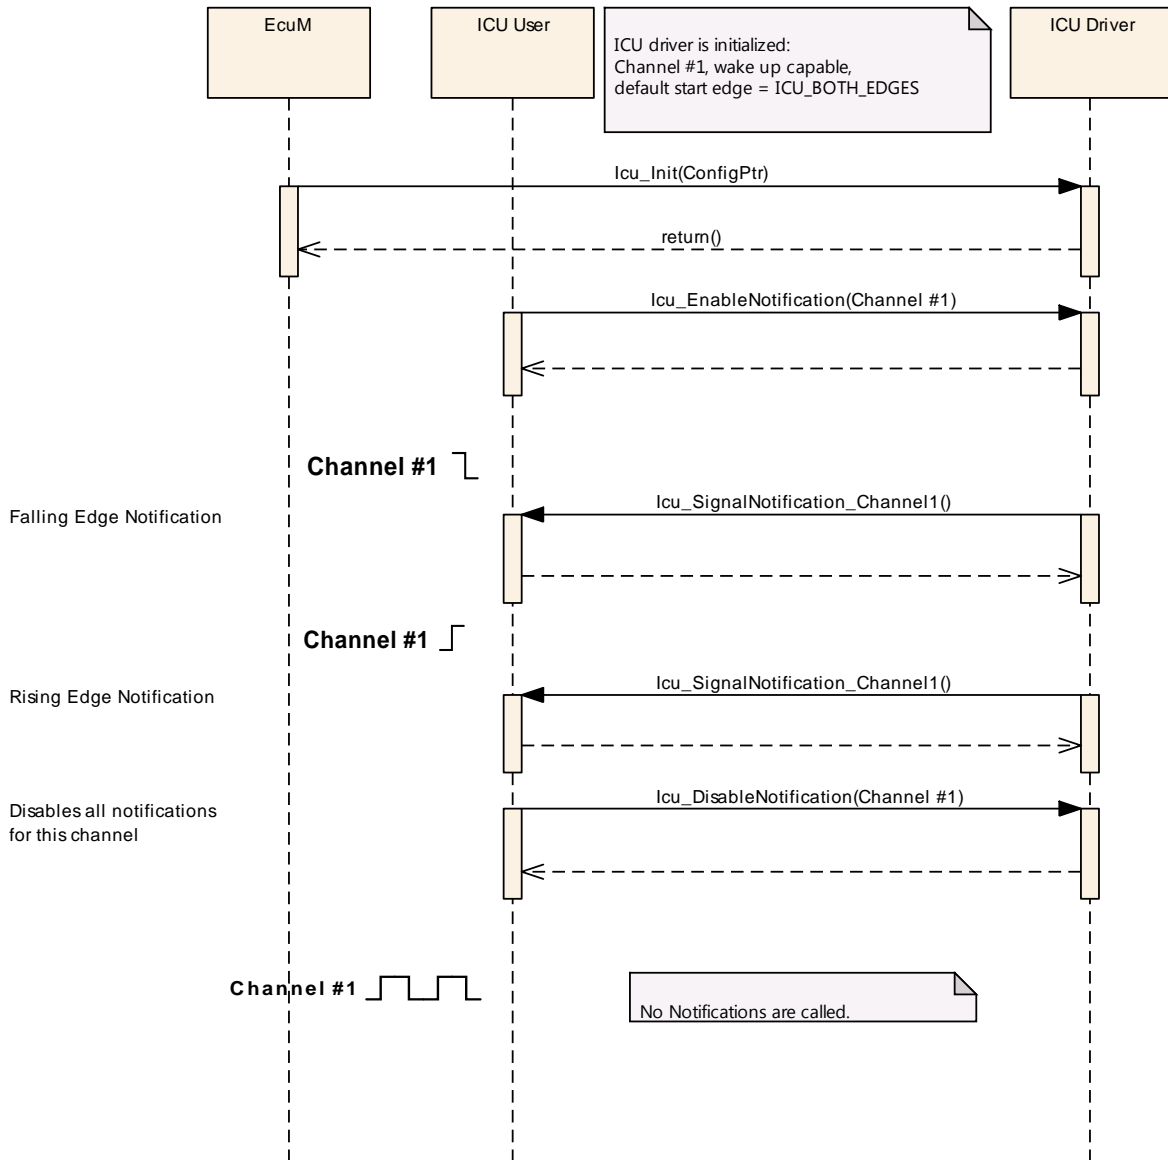 EcuM
ICU User
ICU driver is initialized:
Channel #1, wake up capable,
default start edge = ICU_BOTH_EDGES
ICU Driver
Icu_Init(ConfigPtr)
return()
Icu_EnableNotification(Channel #1)
Channel #1
Icu_SignalNotification_Channel1()
Falling Edge Notification
Channel #1
Icu_SignalNotification_Channel1()
Rising Edge Notification
Icu_DisableNotification(Channel #1)
Disables all notifications
for this channel
Channel #1
No Notifications are called.